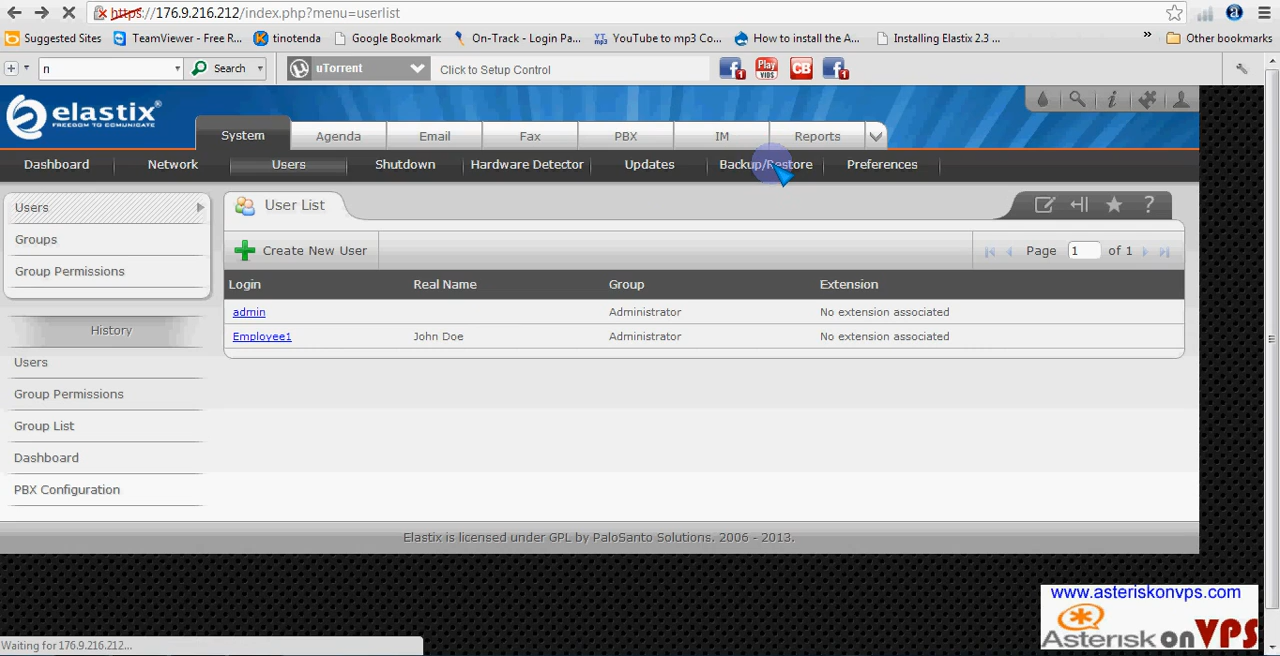 https://176.9.216.212/index.php?menu=userlist
Suggested Sites TeamViewer - Free R... tinotenda Google Bookmark On-Track - Login Pa... YouTube to mp3 Co... How to install the A... Installing Elastix 2.3 ... » Other bookmarks
n Search uTorrent Click to Setup Control
elastix®
FREEDOM TO COMUNICATE
System Agenda Email Fax PBX IM Reports
Dashboard Network Users Shutdown Hardware Detector Updates Backup/Restore Preferences
Users
Groups
Group Permissions
History
Users
Group Permissions
Group List
Dashboard
PBX Configuration
User List
Create New User Page 1 of 1
Login Real Name Group Extension
admin Administrator No extension associated
Employee1 John Doe Administrator No extension associated
Elastix is licensed under GPL by PaloSanto Solutions. 2006 - 2013.
www.asteriskonvps.com
Asterisk on VPS
Waiting for 176.9.216.212...